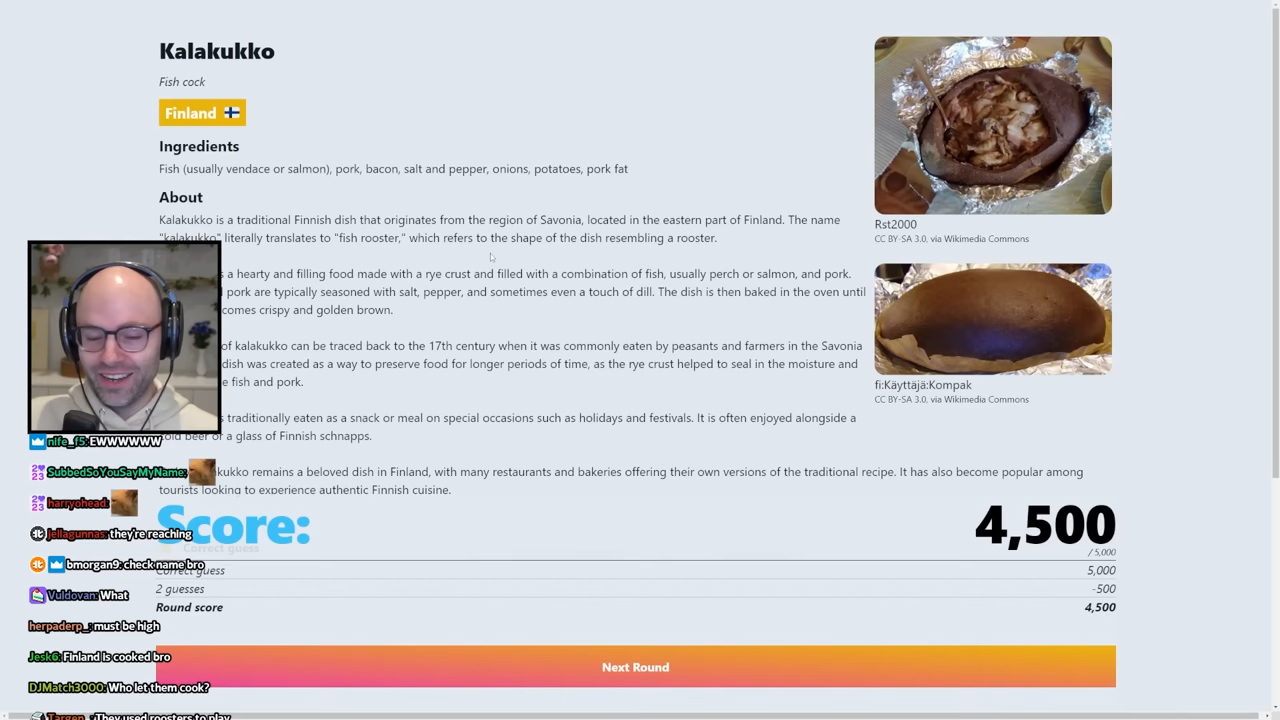 Kalakukko
Fish cock
Finland
Ingredients
Fish (usually vendace or salmon), pork, bacon, salt and pepper, onions, potatoes, pork fat
About
Kalakukko is a traditional Finnish dish that originates from the region of Savonia, located in the eastern part of Finland. The name
"kalakukko" literally translates to "fish rooster," which refers to the shape of the dish resembling a rooster.
s a hearty and filling food made with a rye crust and filled with a combination of fish, usually perch or salmon, and pork.
pork are typically seasoned with salt, pepper, and sometimes even a touch of dill. The dish is then baked in the oven until
comes crispy and golden brown.
of kalakukko can be traced back to the 17th century when it was commonly eaten by peasants and farmers in the Savonia
dish was created as a way to preserve food for longer periods of time, as the rye crust helped to seal in the moisture and
e fish and pork.
s traditionally eaten as a snack or meal on special occasions such as holidays and festivals. It is often enjoyed alongside a
cold beer or a glass of Finnish schnapps.
kukko remains a beloved dish in Finland, with many restaurants and bakeries offering their own versions of the traditional recipe. It has also become popular among
tourists looking to experience authentic Finnish cuisine.
Rst2000
CC BY-SA 3.0, via Wikimedia Commons
fi:Käyttäjä:Kompak
CC BY-SA 3.0, via Wikimedia Commons
Score:
4,500
/ 5,000
Correct guess
Correct guess
5,000
2 guesses
-500
Round score
4,500
Next Round
nife_f5: EWWWWWW
SubbedSoYouSayMyName:
harryohead:
jellagunnas: they're reaching
bmorgan9: check name bro
Vuldovan: What
herpaderp_: must be high
Jesk6: Finland is cooked bro
DJMatch3000: Who let them cook?
Targen_: They used roosters to play